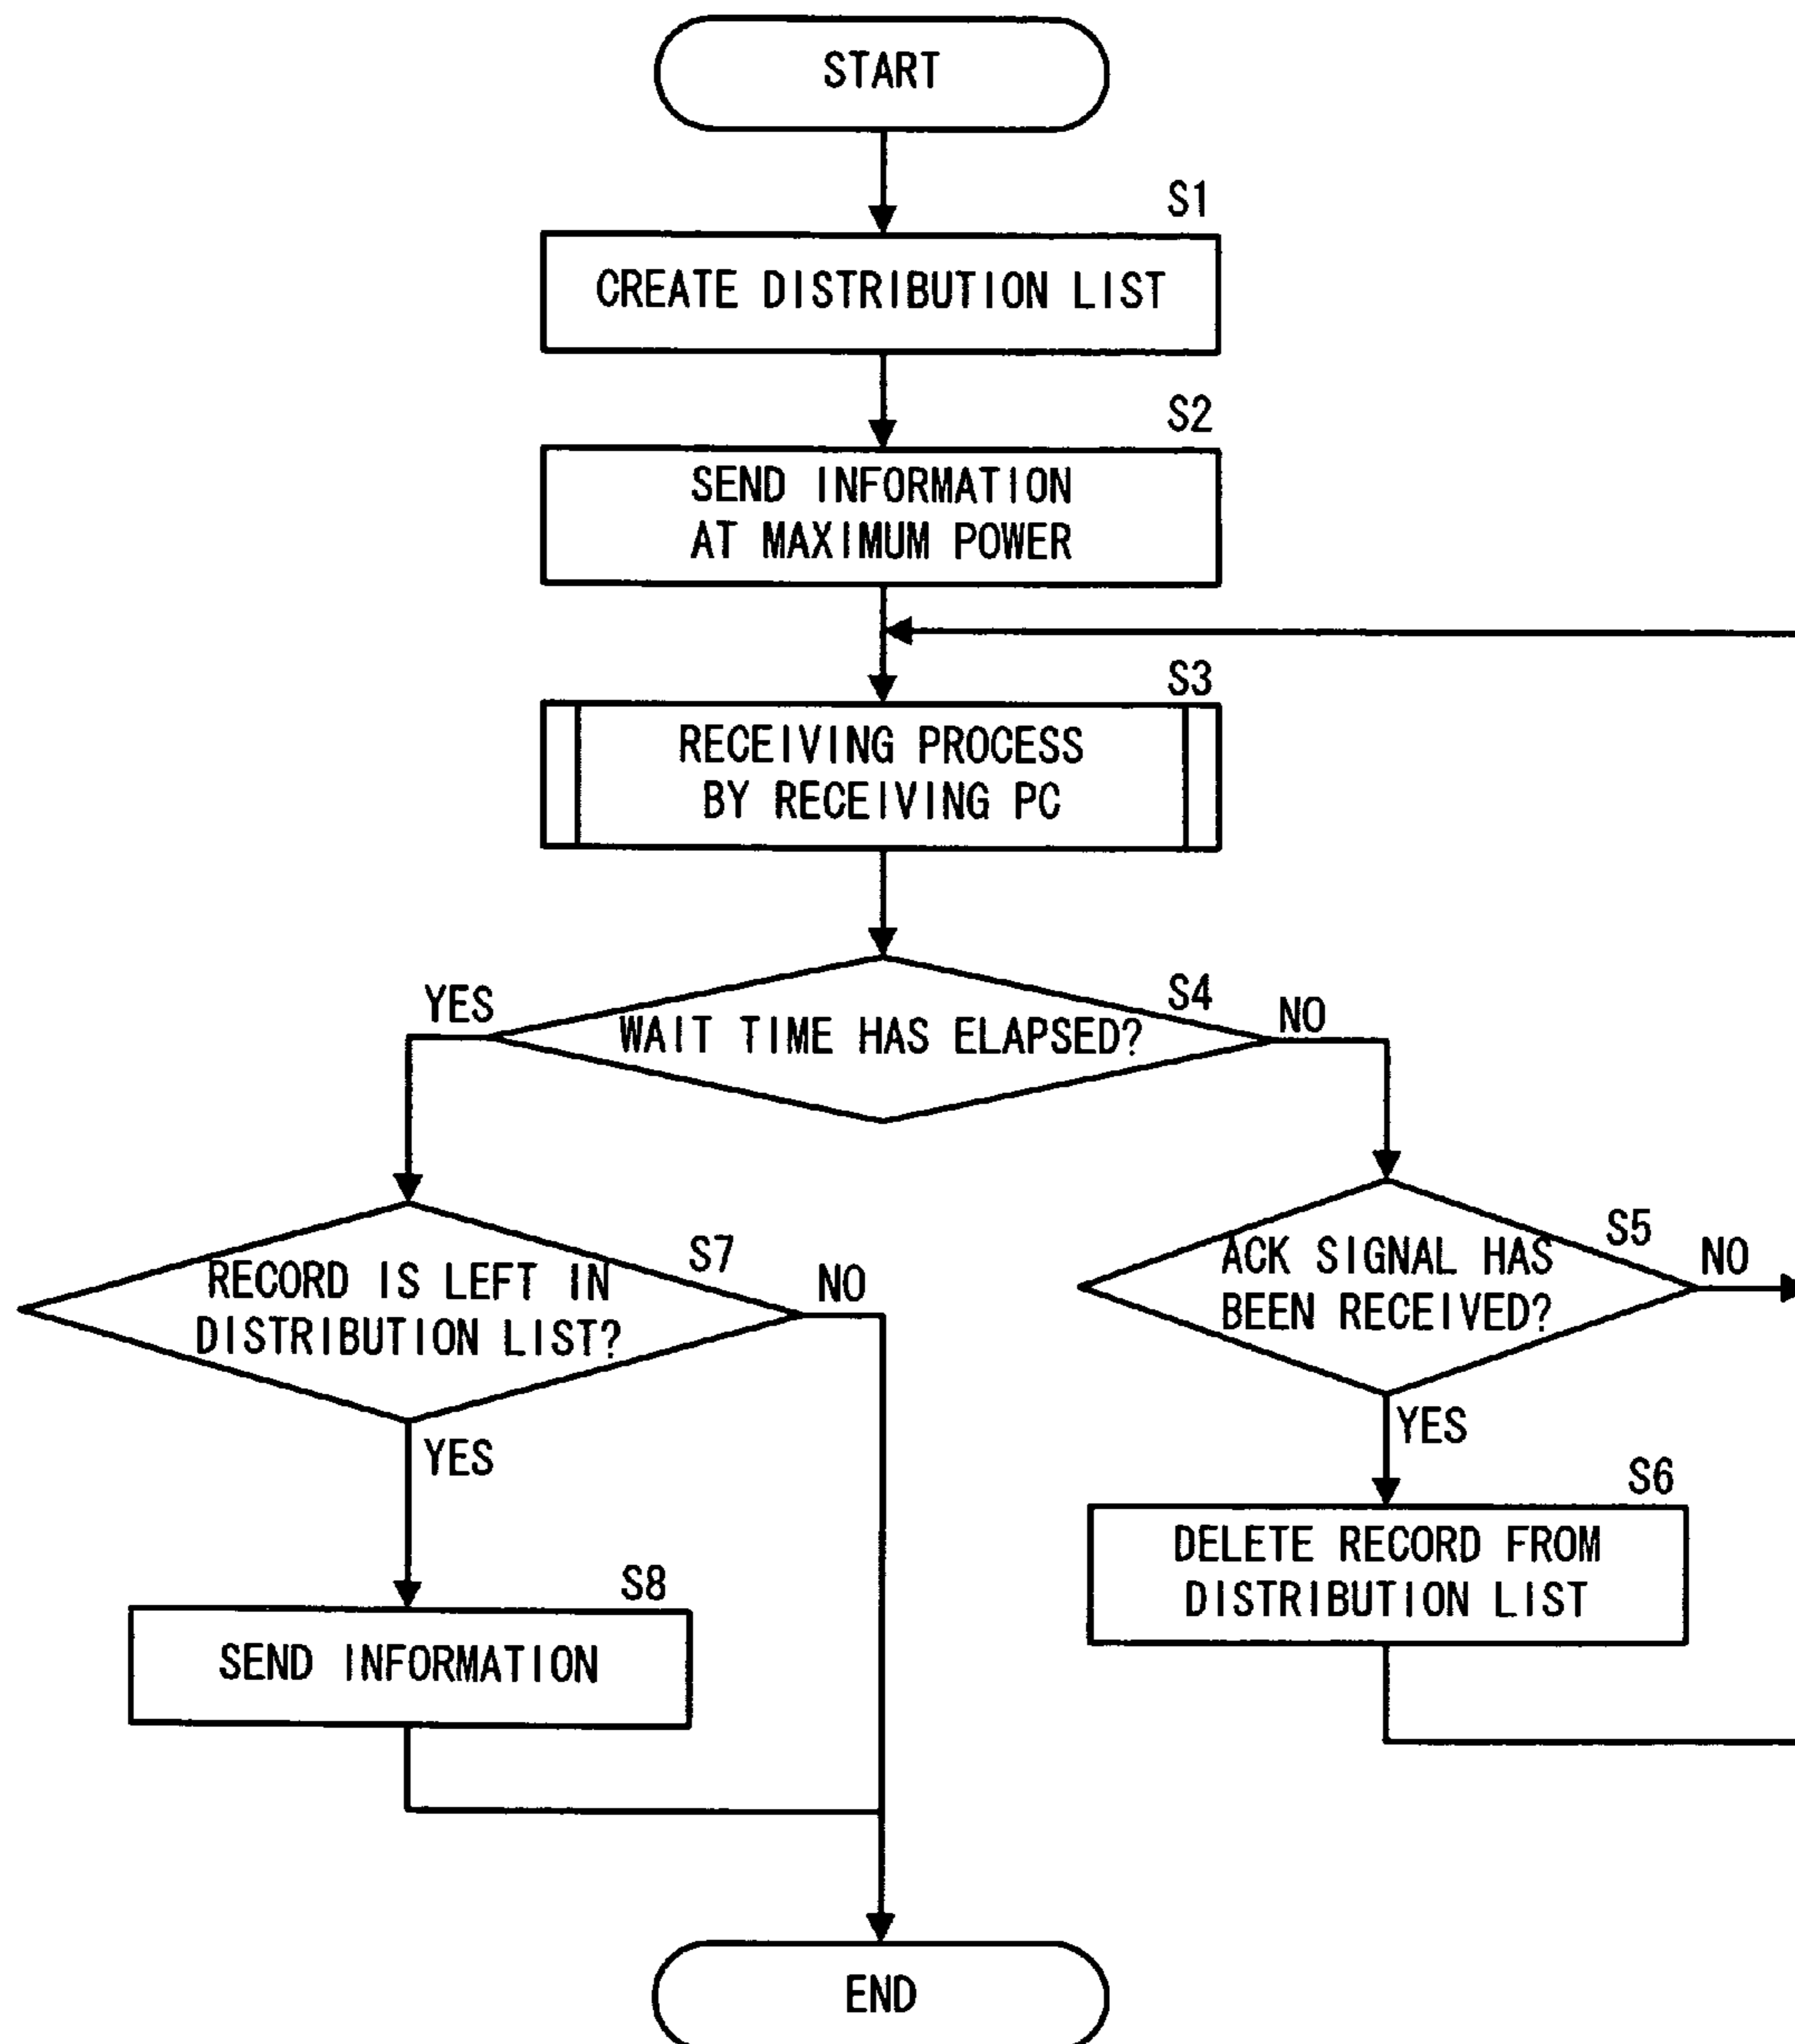 START
S1
CREATE DISTRIBUTION LIST
S2
SEND INFORMATION
AT MAXIMUM POWER
S3
RECEIVING PROCESS
BY RECEIVING PC
YES
S4
NO
WAIT TIME HAS ELAPSED?
S7
RECORD IS LEFT IN
DISTRIBUTION LIST?
NO
S5
ACK SIGNAL HAS
BEEN RECEIVED?
NO
YES
YES
S6
DELETE RECORD FROM
DISTRIBUTION LIST
S8
SEND INFORMATION
END